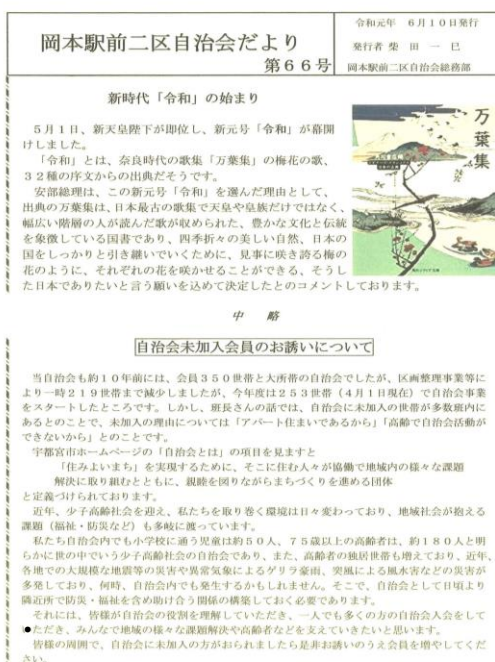 岡本駅前二区自治会だより
第66号
令和元年 6月10日発行
発行者 柴 田 一 巳
岡本駅前二区自治会総務部
新時代「令和」の始まり
5月1日、新天皇陛下が即位し、新元号「令和」が幕開
けしました。
「令和」とは、奈良時代の歌集「万葉集」の梅花の歌、
32種の序文からの出典だそうです。
安部総理は、この新元号「令和」を選んだ理由として、
出典の万葉集は、日本最古の歌集で天皇や皇族だけではなく、
幅広い階層の人が読んだ歌が収められた、豊かな文化と伝統
を象徴している国書であり、四季折々の美しい自然、日本の
国をしっかりと引き継いでいくために、見事に咲き誇る梅の
花のように、それぞれの花を咲かせることができる、そうし
た日本でありたいと言う願いを込めて決定したとのコメントしております。
万葉集
中 略
自治会未加入会員のお誘いについて
当自治会も約10年前には、会員350世帯と大所帯の自治会でしたが、区画整理事業等に
より一時219世帯まで減少しましたが、今年度は253世帯(4月1日現在)で自治会事業
をスタートしたところです。しかし、班長さんの話では、自治会に未加入の世帯が多数班内に
あるとのことで、未加入の理由については「アパート住まいであるから」「高齢で自治会活動が
できないから」とのことです。
宇都宮市ホームページの「自治会とは」の項目を見ますと
「住みよいまち」を実現するために、そこに住む人々が協働で地域内の様々な課題
解決に取り組むとともに、親睦を図りながらまちづくりを進める団体
と定義づけられております。
近年、少子高齢社会を迎え、私たちを取り巻く環境は日々変わっており、地域社会が抱える
課題(福祉・防災など)も多岐に渡っています。
私たち自治会内でも小学校に通う児童は約50人、75歳以上の高齢者は、約180人と明
らかに世の中でいう少子高齢社会の自治会であり、また、高齢者の独居世帯も増えており、近年、
各地での大規模な地震等の災害や異常気象によるゲリラ豪雨、突風による風水害などの災害が
多発しており、何時、自治会内でも発生するかもしれません。そこで、自治会として日頃より
隣近所で防災・福祉を含め助け合う関係の構築しておく必要であります。
それには、皆様が自治会の役割を理解していただき、一人でも多くの方の自治会入会をして
いただき、みんなで地域の様々な課題解決や高齢者などを支えていきたいと思います。
皆様の周囲で、自治会に未加入の方がおられましたら是非お誘いのうえ会員を増やしてくだ
さい。